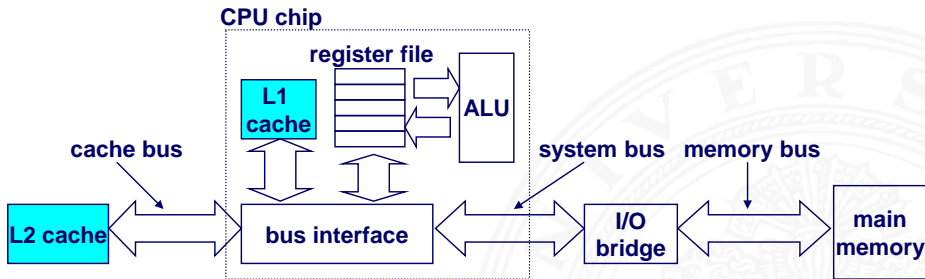 CPU chip
register file
L1
cache
ALU
cache bus
system bus
memory bus
L2 cache
bus interface
I/O
bridge
main
memory
VERS